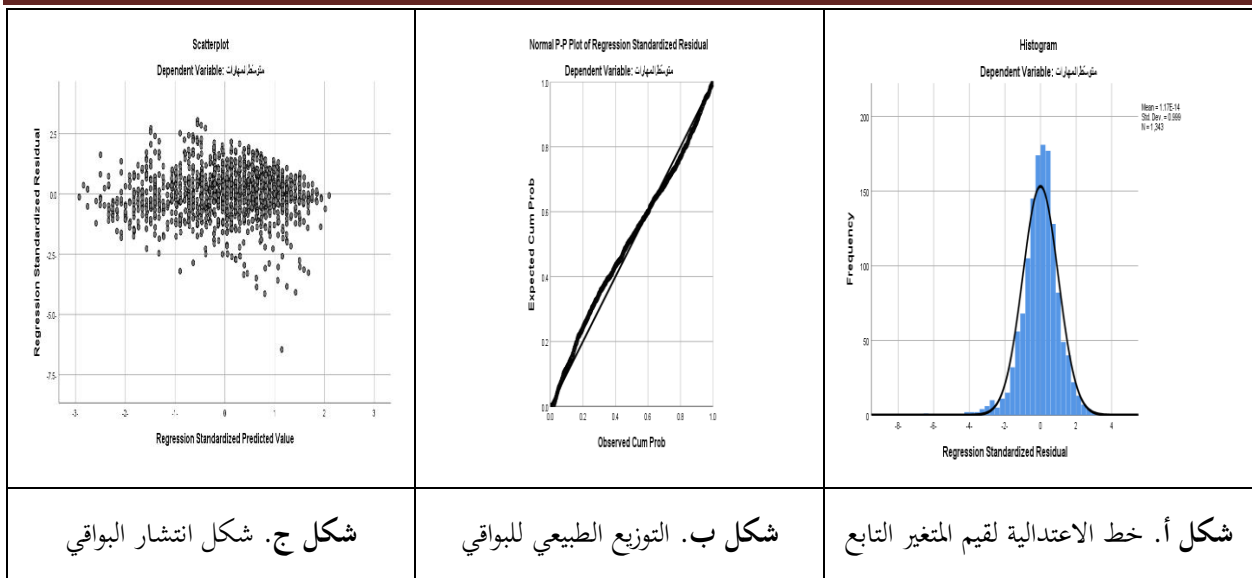 Scatterplot
Dependent Variable: متوسط المهارات
Regression Standardized Residual
2.5
0.0
-2.5
-5.0-
-7.5-
-3- -2- -1- 0 1 2 3
Regression Standardized Predicted Value
Normal P-P Plot of Regression Standardized Residual
Dependent Variable: متوسط المهارات
Expected Cum Prob
1.0
0.8
0.6
0.4
0.2
0.0
0.0 0.2 0.4 0.6 0.8 1.0
Observed Cum Prob
Histogram
Dependent Variable: متوسط المهارات
Mean = 1.17E-14
Std. Dev. = 0.999
N = 1,343
Frequency
200
150
100
50
0
-8- -6- -4- -2- 0 2 4
Regression Standardized Residual
شكل أ. خط الاعتدالية لقيم المتغير التابع
شكل ب. التوزيع الطبيعي للبواقي
شكل ج. شكل انتشار البواقي